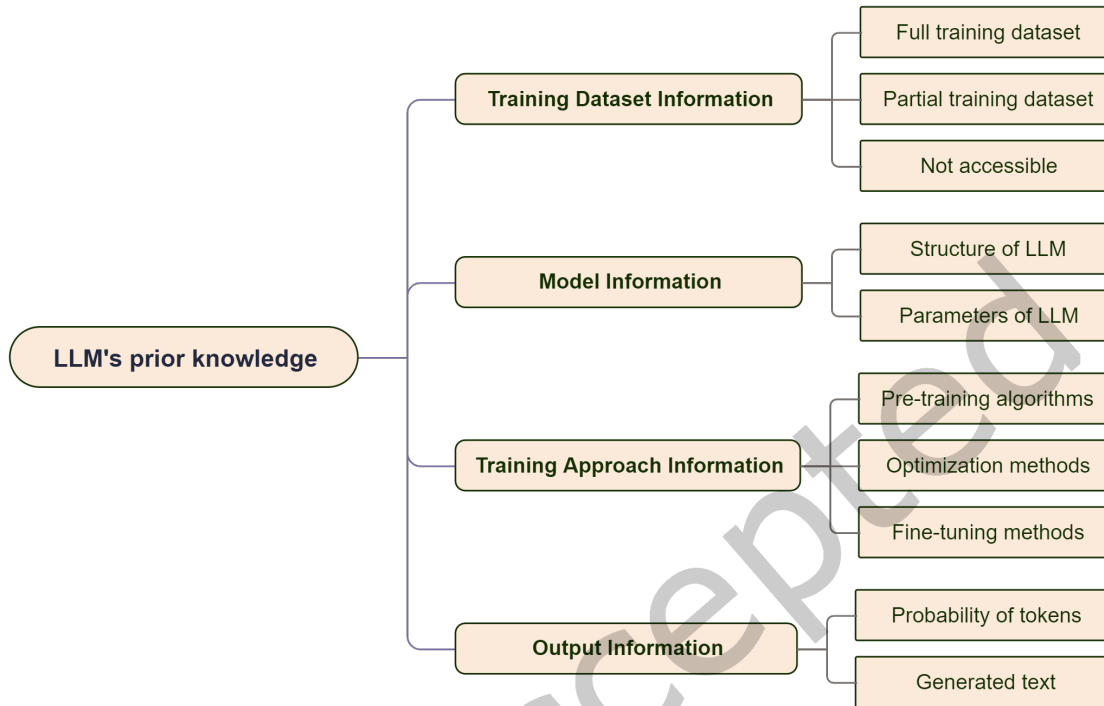 LLM's prior knowledge
Training Dataset Information
Full training dataset
Partial training dataset
Not accessible
Model Information
Structure of LLM
Parameters of LLM
Training Approach Information
Pre-training algorithms
Optimization methods
Fine-tuning methods
Output Information
Probability of tokens
Generated text